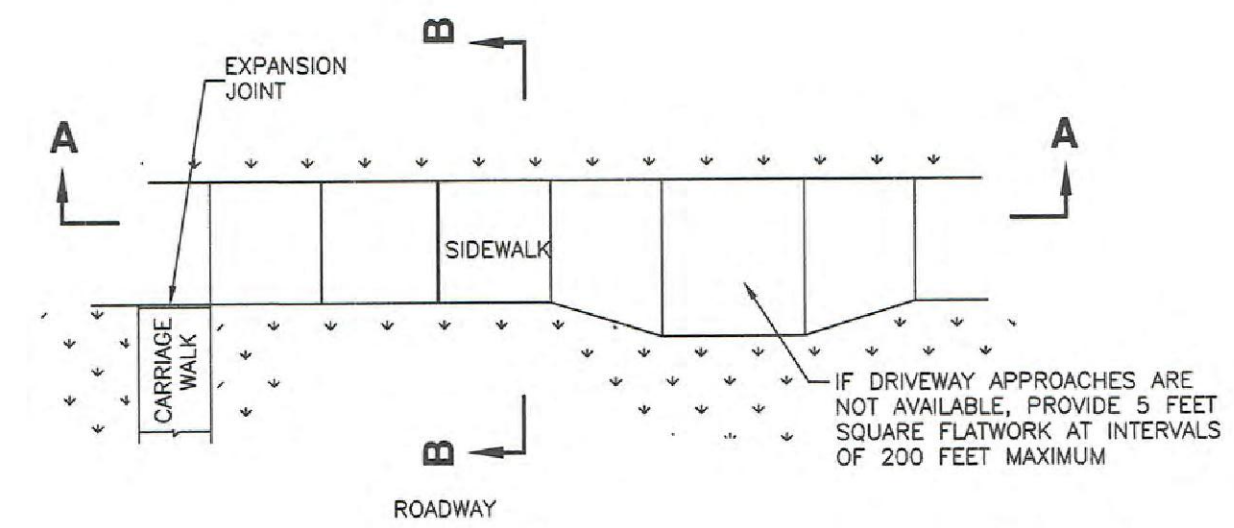 B
EXPANSION
JOINT
A
A
SIDEWALK
CARRIAGE
WALK
IF DRIVEWAY APPROACHES ARE
NOT AVAILABLE, PROVIDE 5 FEET
SQUARE FLATWORK AT INTERVALS
OF 200 FEET MAXIMUM
B
ROADWAY